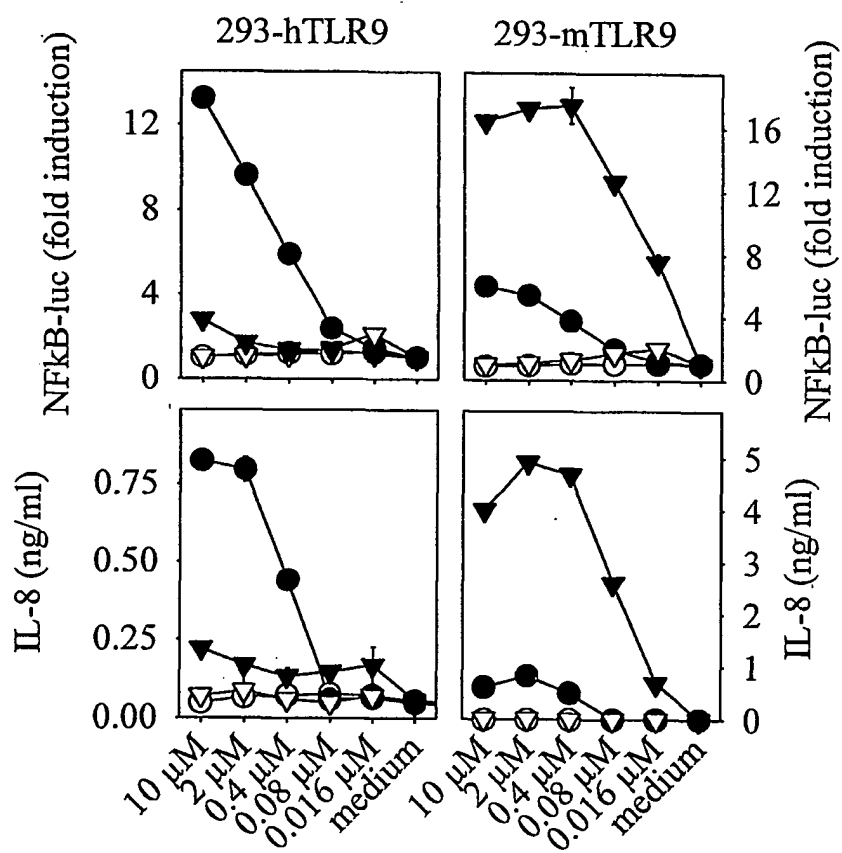 293-hTLR9
293-mTLR9
NFkB-luc (fold induction)
12
8
4
0
16
12
8
4
0
NFkB-luc (fold induction)
IL-8 (ng/ml)
0.75
0.50
0.25
0.00
5
4
3
2
1
0
IL-8 (ng/ml)
10 µM
2 µM
0.4 µM
0.08 µM
0.016 µM
medium
10 µM
2 µM
0.4 µM
0.08 µM
0.016 µM
medium